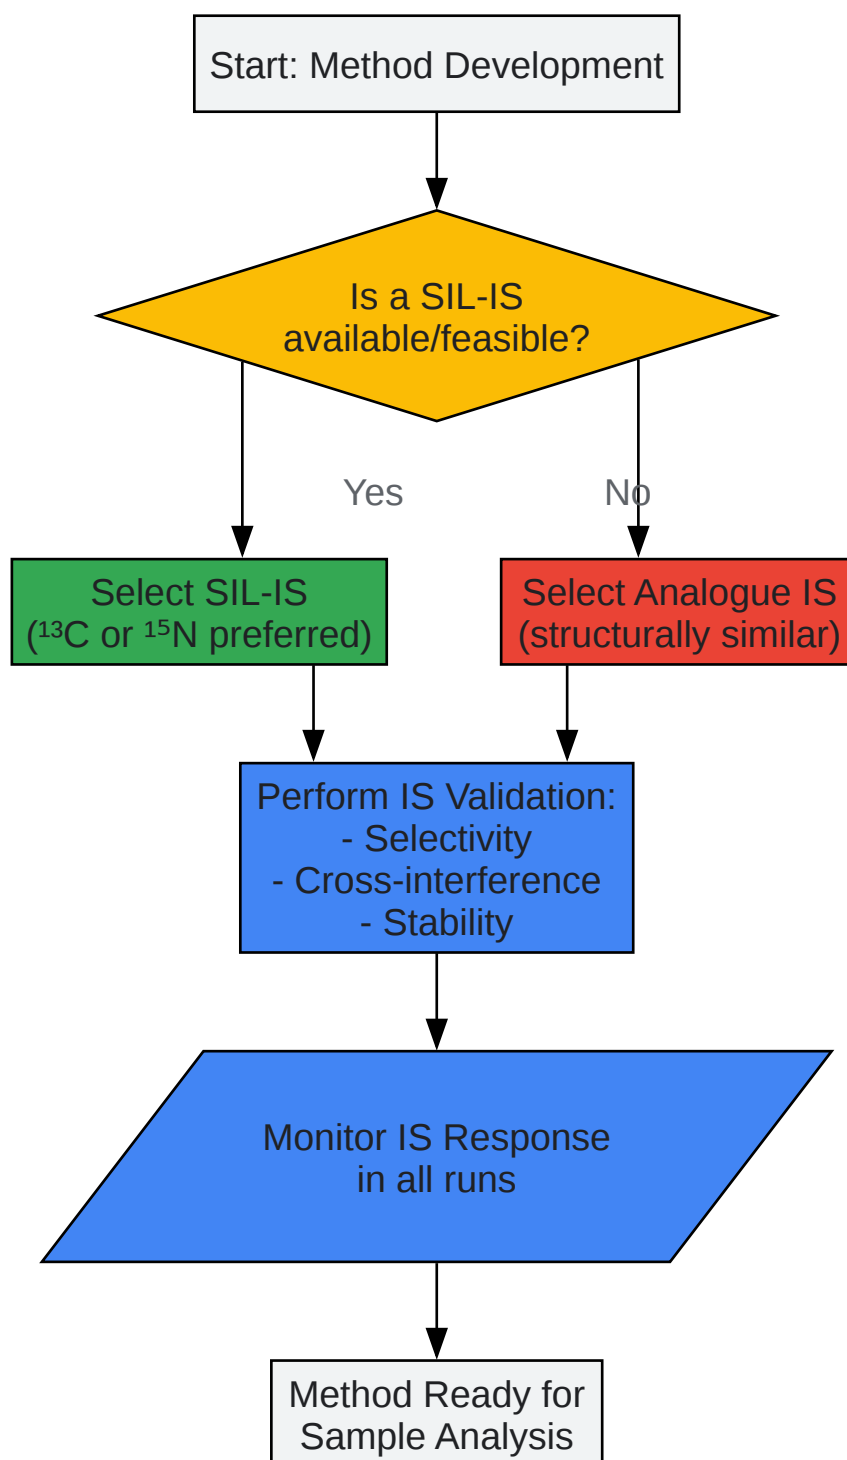 Start: Method Development
Is a SIL-IS
available/feasible?
Yes
No
Select SIL-IS
(¹³C or ¹⁵N preferred)
Select Analogue IS
(structurally similar)
Perform IS Validation:
- Selectivity
- Cross-interference
- Stability
Monitor IS Response
in all runs
Method Ready for
Sample Analysis